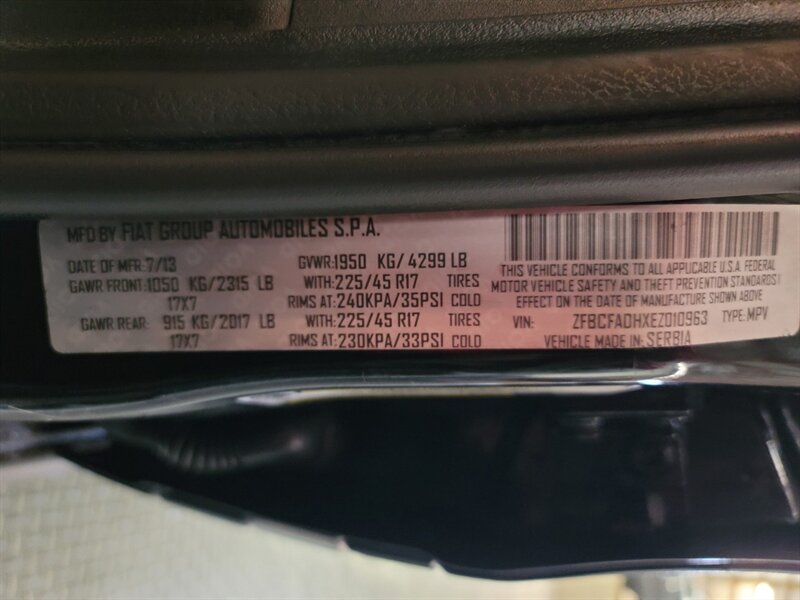 MFD BY FIAT GROUP AUTOMOBILES S.P.A.
DATE OF MFR: 7/13 GVWR: 1950 KG/ 4299 LB
GAWR FRONT: 1050 KG/2315 LB WITH: 225/45 R17 TIRES
17X7 RIMS AT: 240KPA/35PSI COLD
GAWR REAR: 915 KG/2017 LB WITH: 225/45 R17 TIRES
17X7 RIMS AT: 230KPA/33PSI COLD
THIS VEHICLE CONFORMS TO ALL APPLICABLE U.S.A. FEDERAL
MOTOR VEHICLE SAFETY AND THEFT PREVENTION STANDARDS I
EFFECT ON THE DATE OF MANUFACTURE SHOWN ABOVE
VIN: ZFBCFADHXEZ010963 TYPE: MPV
VEHICLE MADE IN: SERBIA